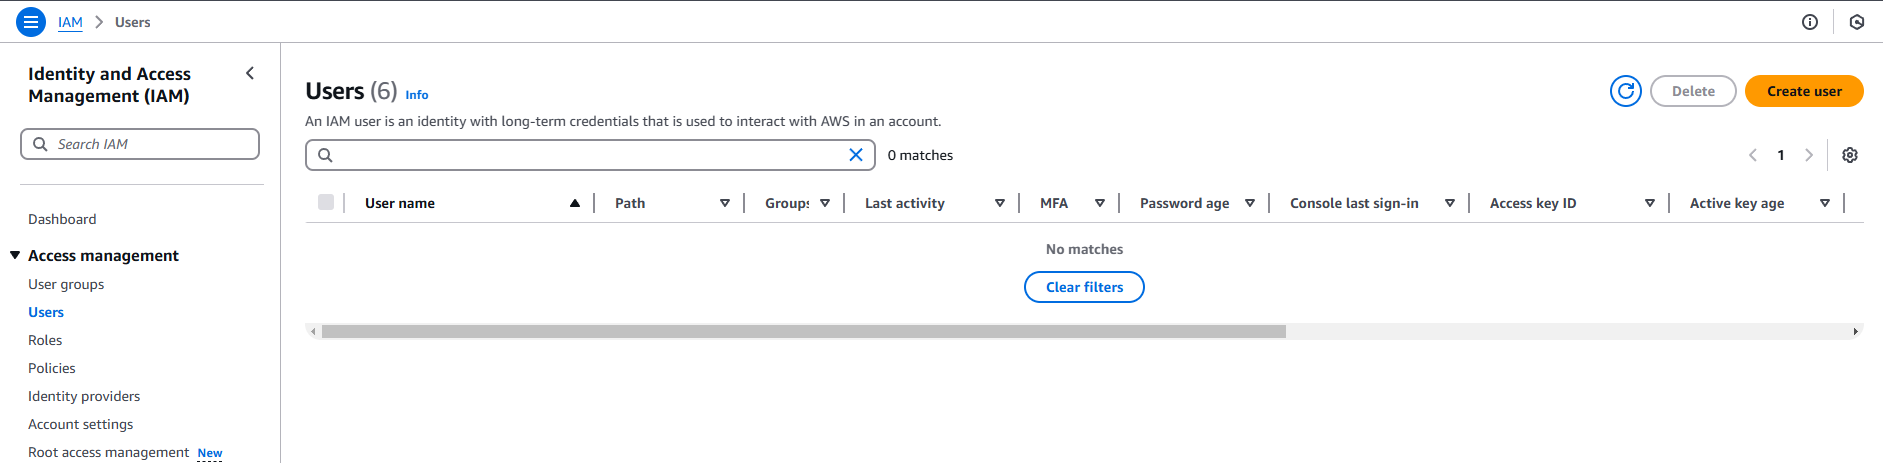 IAM > Users
Identity and Access
Management (IAM)
Search IAM
Dashboard
Access management
User groups
Users
Roles
Policies
Identity providers
Account settings
Root access management New
Users (6) Info
Delete
Create user
An IAM user is an identity with long-term credentials that is used to interact with AWS in an account.
0 matches
1
User name Path Groups Last activity MFA Password age Console last sign-in Access key ID Active key age
No matches
Clear filters